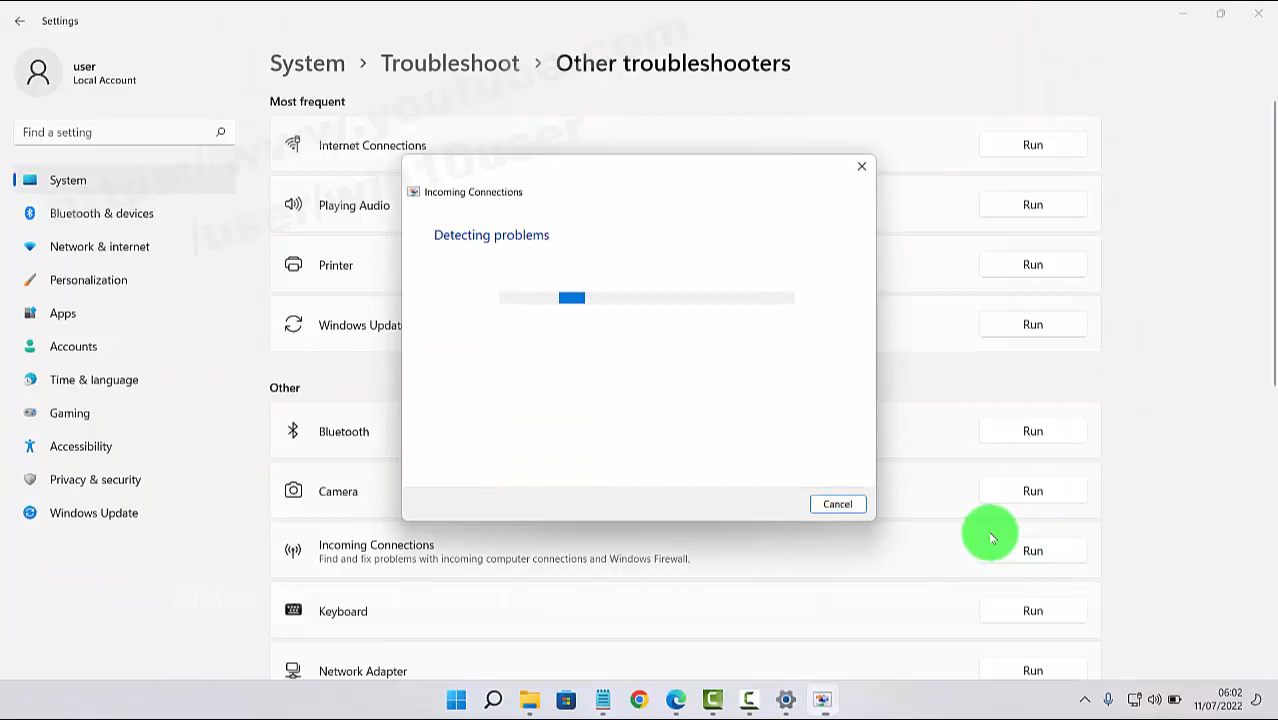 Settings
user
Local Account
Find a setting
System
Bluetooth & devices
Network & internet
Personalization
Apps
Accounts
Time & language
Gaming
Accessibility
Privacy & security
Windows Update
System > Troubleshoot > Other troubleshooters
Most frequent
Internet Connections
Run
Playing Audio
Run
Printer
Run
Windows Updat
Run
Other
Bluetooth
Run
Camera
Run
Incoming Connections
Find and fix problems with incoming computer connections and Windows Firewall.
Run
Keyboard
Run
Network Adapter
Run
Incoming Connections
Detecting problems
Cancel
06:02
11/07/2022